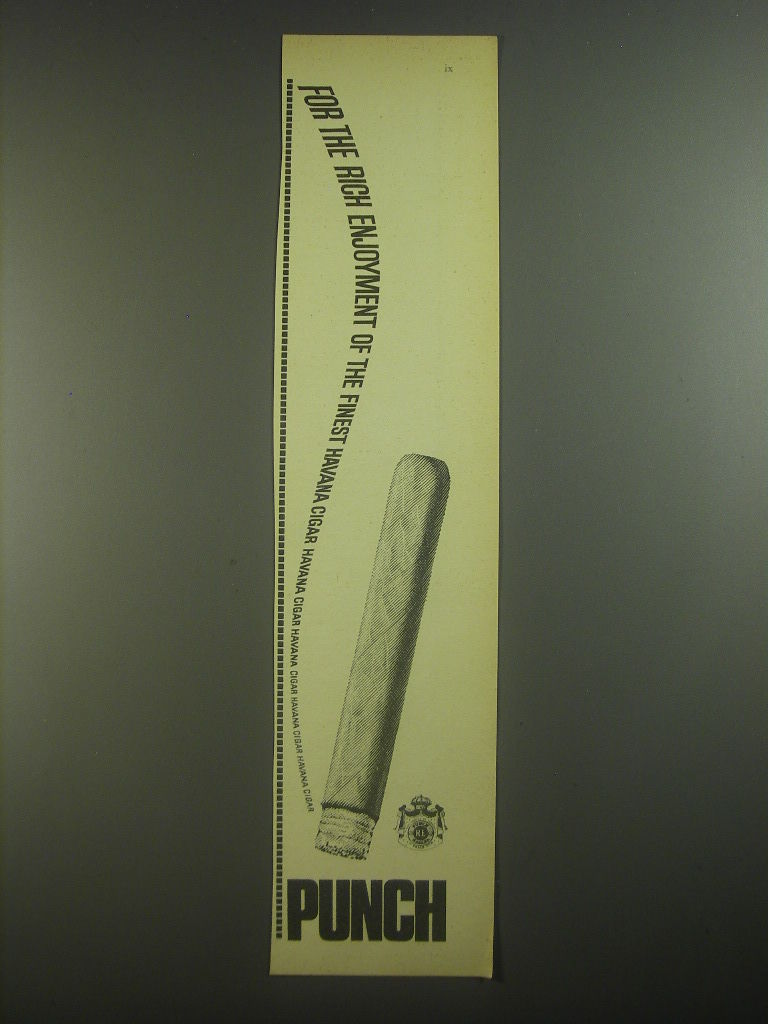 ix
FOR THE RICH ENJOYMENT OF THE FINEST HAVANA CIGAR HAVANA CIGAR HAVANA CIGAR HAVANA CIGAR HAVANA CIGAR
PUNCH